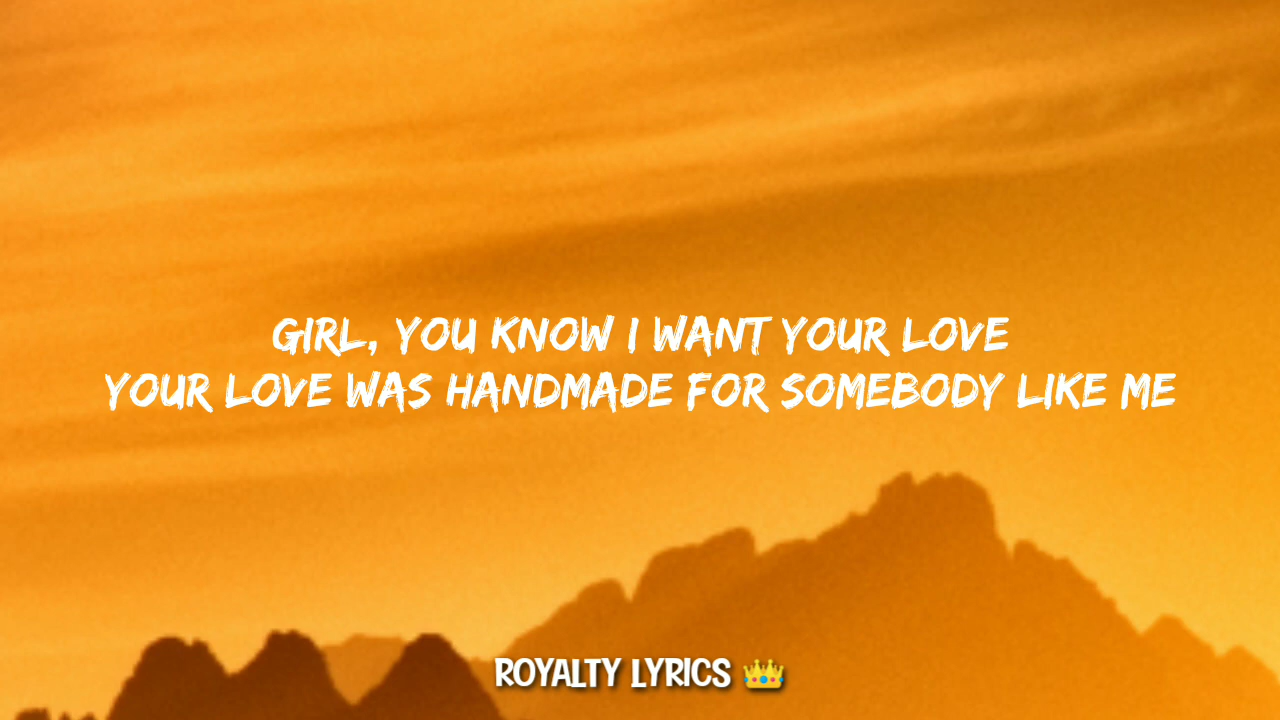 GIRL, YOU KNOW I WANT YOUR LOVE
YOUR LOVE WAS HANDMADE FOR SOMEBODY LIKE ME
ROYALTY LYRICS 👑